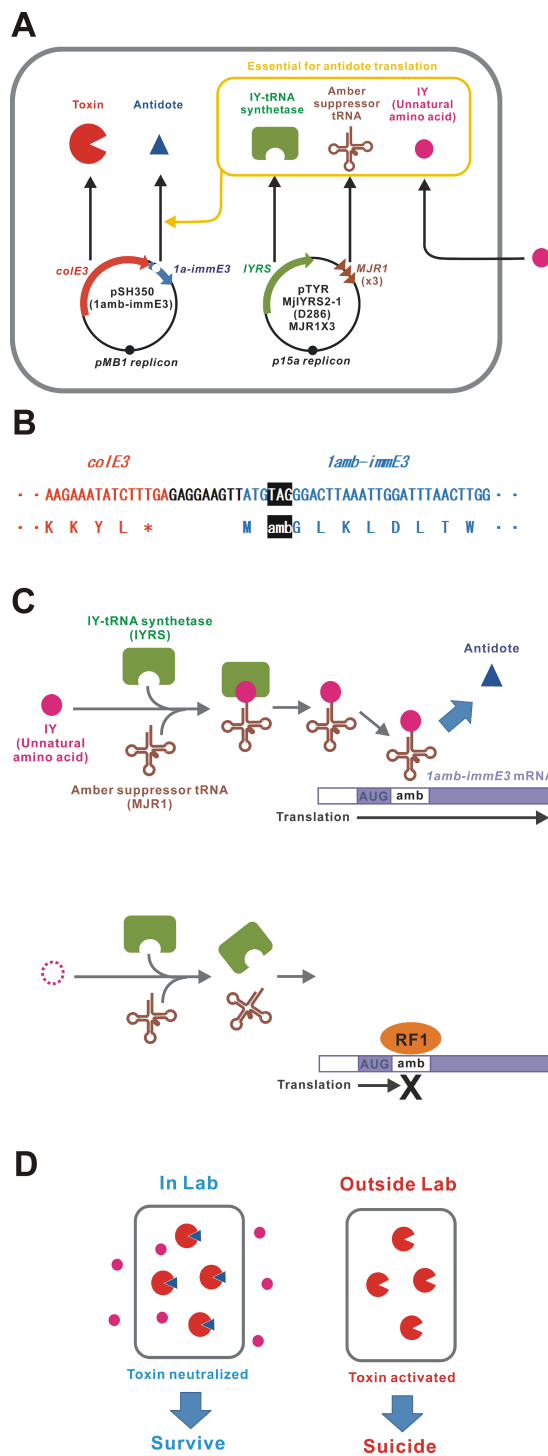 A
Essential for antidote translation
Toxin
Antidote
IY-tRNA
synthetase
Amber
suppressor
tRNA
IY
(Unnatural
amino acid)
colE3
1a-immE3
IYRS
MJR1
(x3)
pSH350
(1amb-immE3)
pTYR
MjIYRS2-1
(D286)
MJR1X3
pMB1 replicon
p15a replicon
B
colE3
1amb-immE3
- - AAGAAATATCTTTGAGAGGAAGTTATGTAGGGACTTAAATTGGATTTAACTTGG - -
- - K K Y L * M amb G L K L D L T W - -
C
IY-tRNA synthetase
(IYRS)
Antidote
IY
(Unnatural
amino acid)
Amber suppressor tRNA
(MJR1)
1amb-immE3 mRNA
AUG amb
Translation
RF1
AUG amb
Translation
X
D
In Lab
Outside Lab
Toxin neutralized
Toxin activated
Survive
Suicide